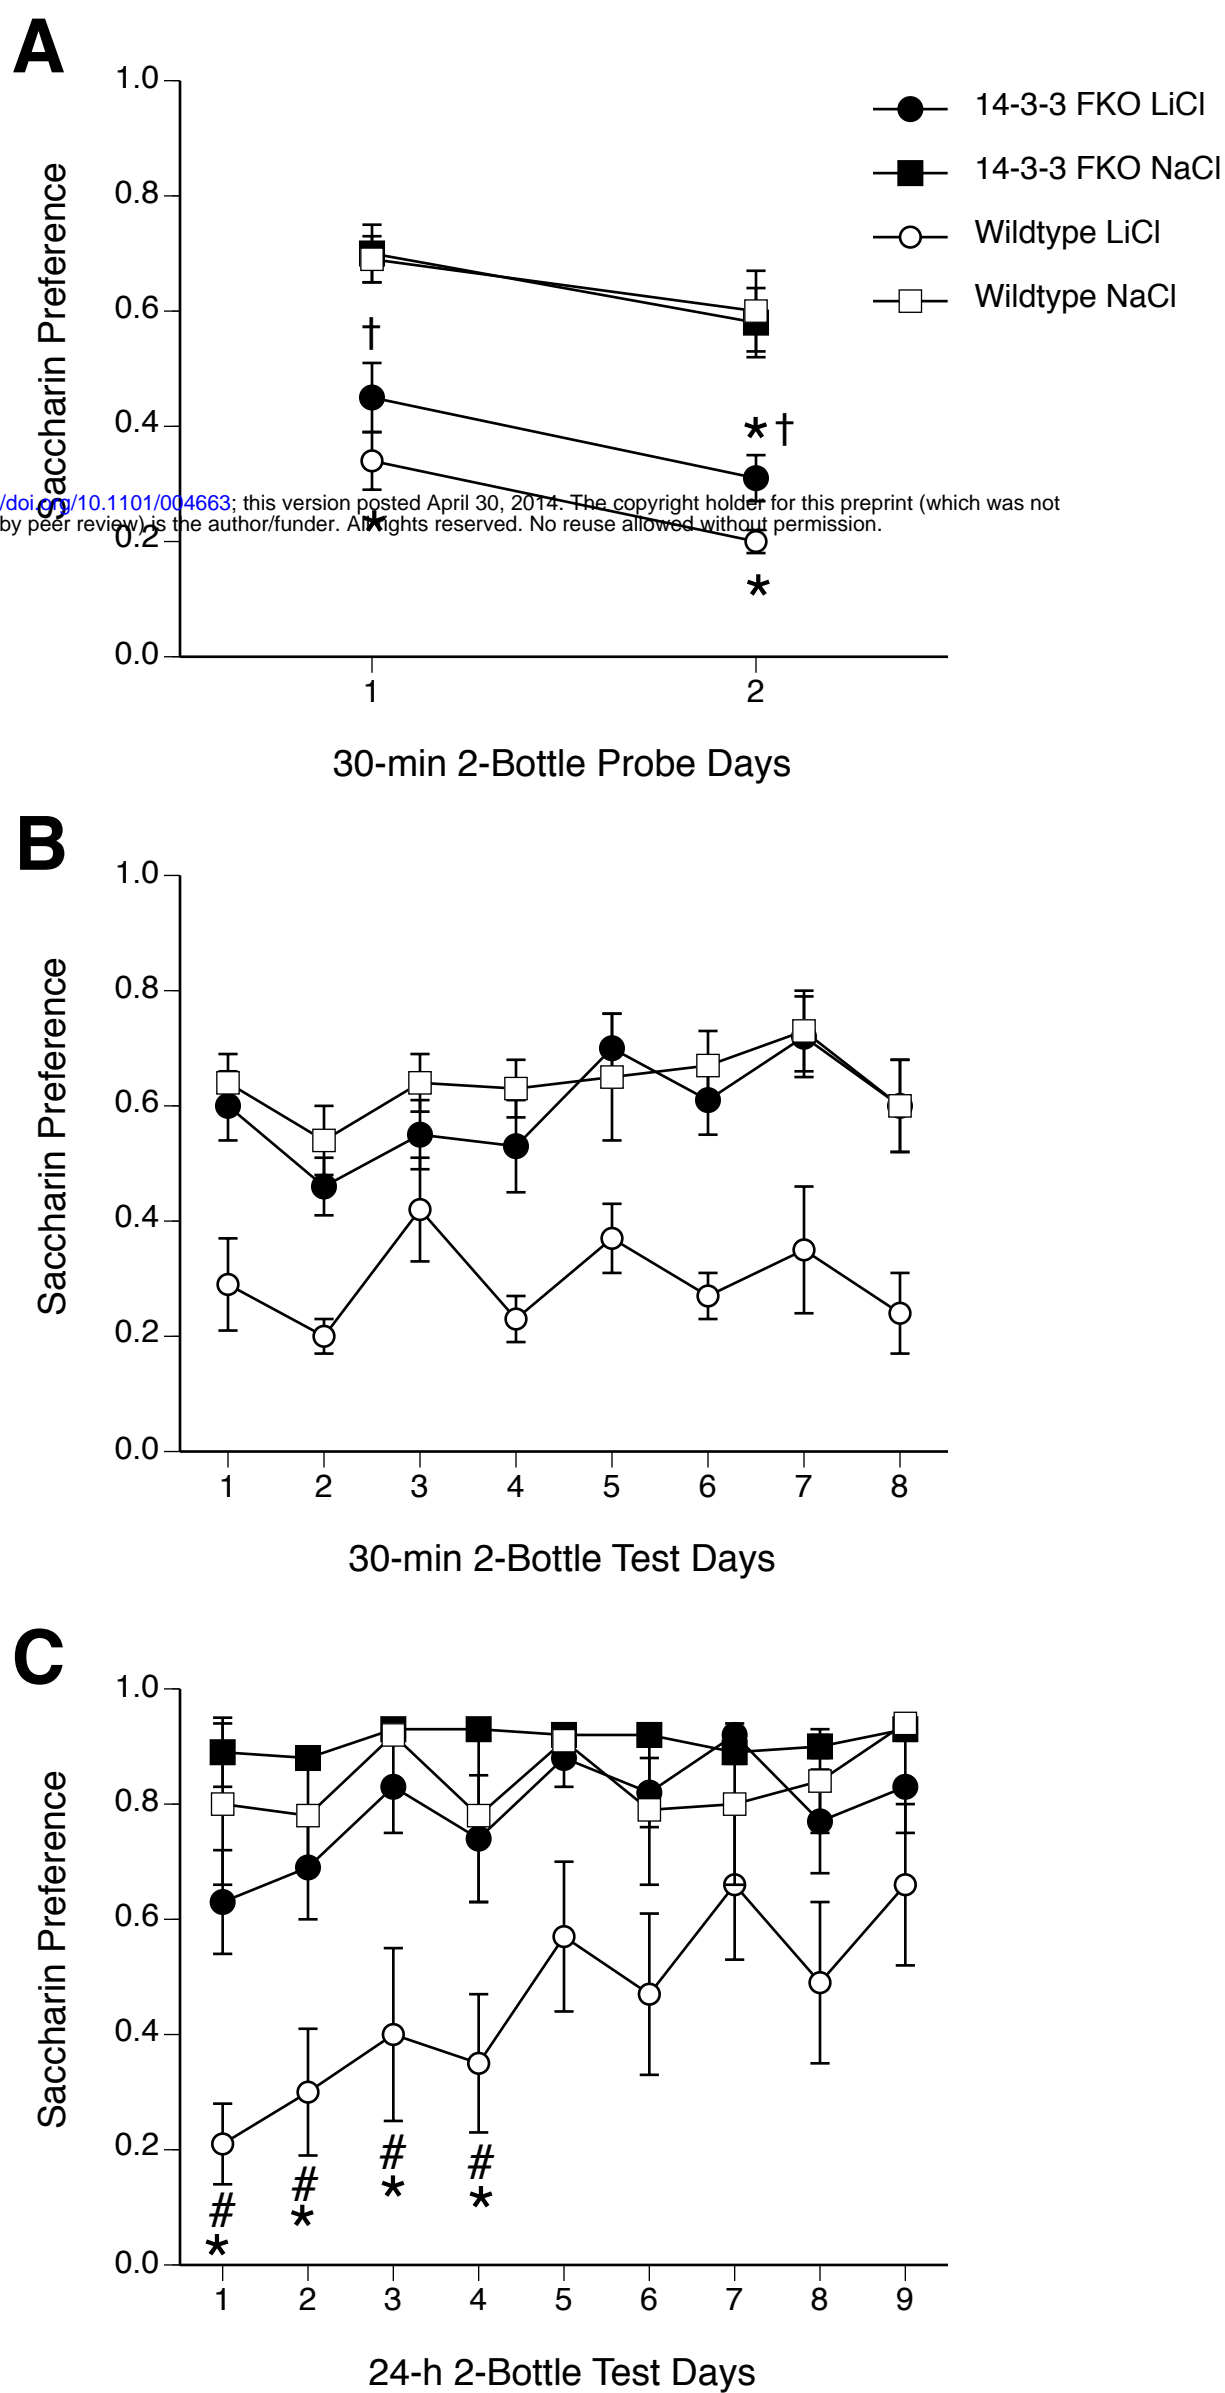 A
1.0
0.8
0.6
0.4
0.2
0.0
Saccharin Preference
14-3-3 FKO LiCl
14-3-3 FKO NaCl
Wildtype LiCl
Wildtype NaCl
†
* †
/doi.org/10.1101/004663; this version posted April 30, 2014. The copyright holder for this preprint (which was not
by peer review) is the author/funder. All rights reserved. No reuse allowed without permission.
*
*
1 2
30-min 2-Bottle Probe Days
B
1.0
0.8
0.6
0.4
0.2
0.0
Saccharin Preference
1 2 3 4 5 6 7 8
30-min 2-Bottle Test Days
C
1.0
0.8
0.6
0.4
0.2
0.0
Saccharin Preference
# # # #
* * * *
1 2 3 4 5 6 7 8 9
24-h 2-Bottle Test Days